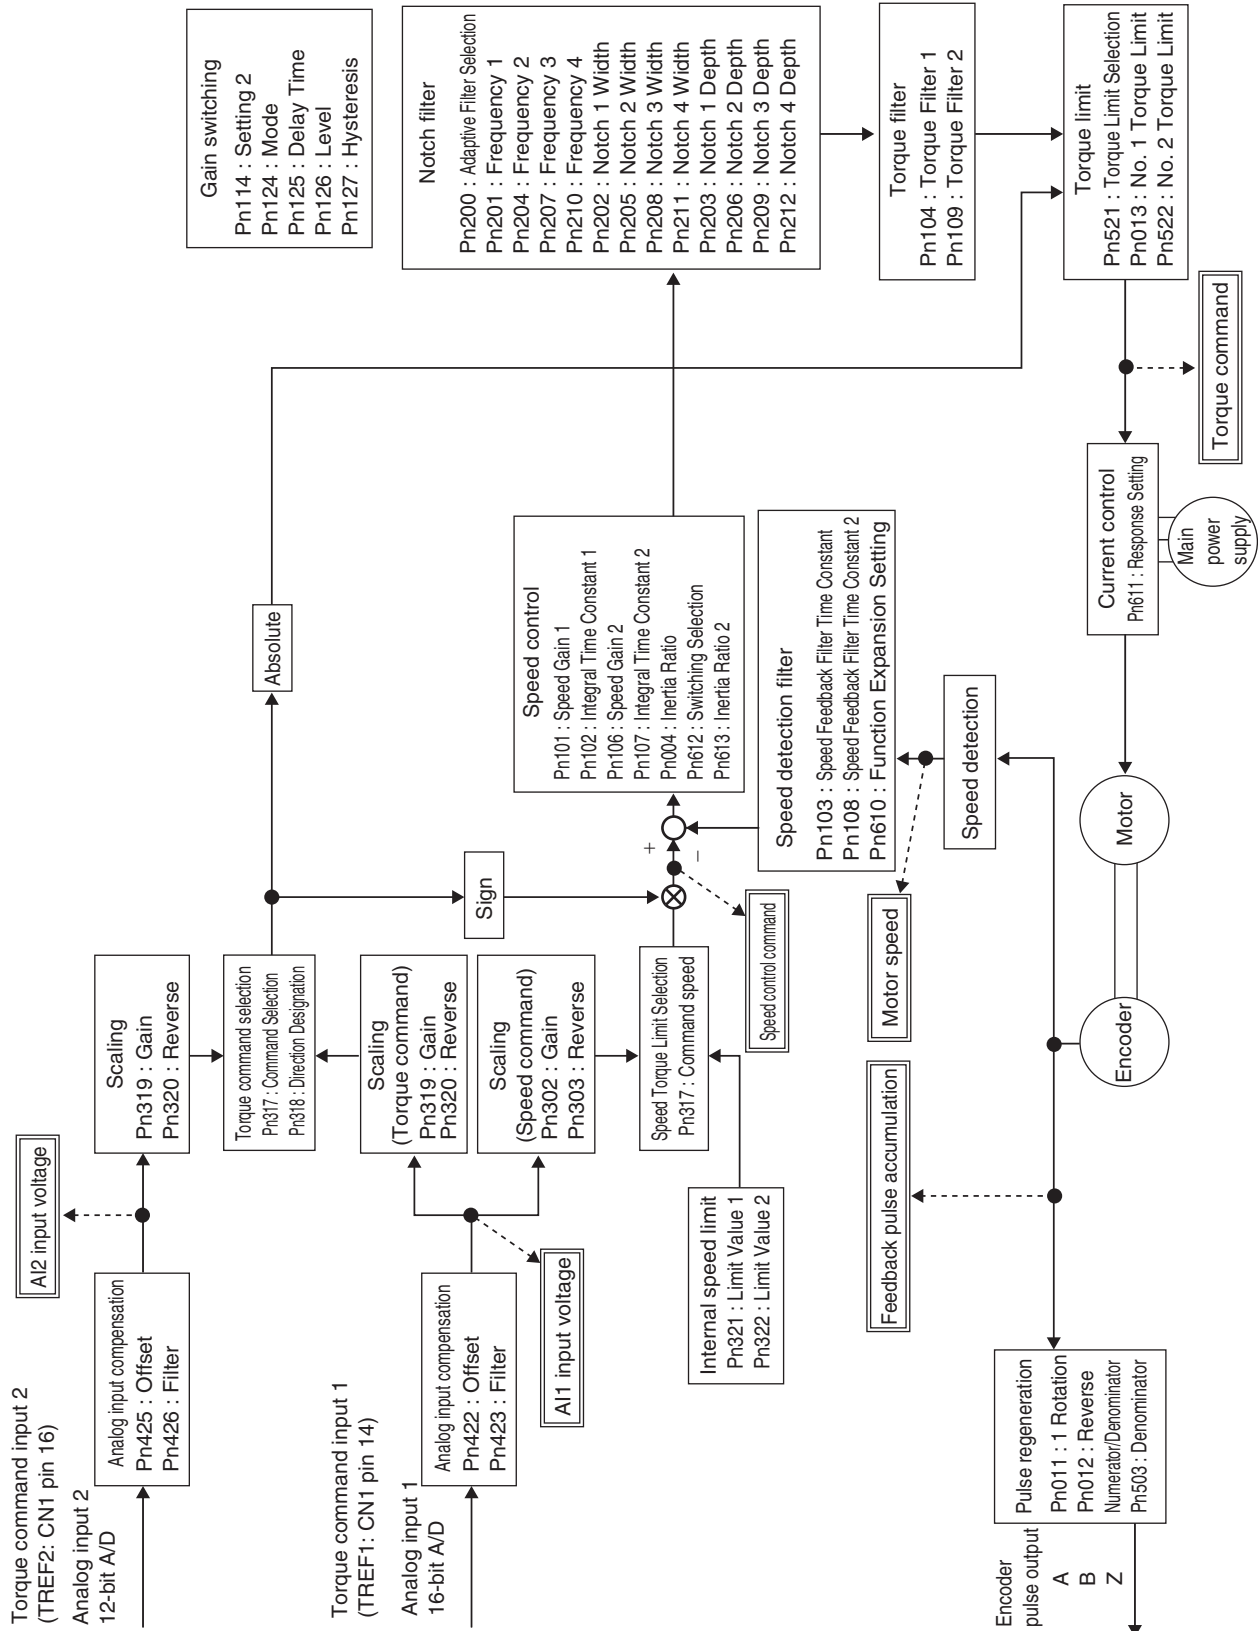 Torque command input 2
(TREF2: CN1 pin 16)
Analog input 2
12-bit A/D
Analog input compensation
Pn425 : Offset
Pn426 : Filter
AI2 input voltage
Scaling
Pn319 : Gain
Pn320 : Reverse
Torque command selection
Pn317 : Command Selection
Pn318 : Direction Designation
Absolute
Gain switching
Pn114 : Setting 2
Pn124 : Mode
Pn125 : Delay Time
Pn126 : Level
Pn127 : Hysteresis
Torque command input 1
(TREF1: CN1 pin 14)
Analog input 1
16-bit A/D
Analog input compensation
Pn422 : Offset
Pn423 : Filter
AI1 input voltage
Scaling
(Torque command)
Pn319 : Gain
Pn320 : Reverse
Scaling
(Speed command)
Pn302 : Gain
Pn303 : Reverse
Sign
Internal speed limit
Pn321 : Limit Value 1
Pn322 : Limit Value 2
Speed Torque Limit Selection
Pn317 : Command speed
Speed control command
+
−
Speed control
Pn101 : Speed Gain 1
Pn102 : Integral Time Constant 1
Pn106 : Speed Gain 2
Pn107 : Integral Time Constant 2
Pn004 : Inertia Ratio
Pn612 : Switching Selection
Pn613 : Inertia Ratio 2
Notch filter
Pn200 : Adaptive Filter Selection
Pn201 : Frequency 1
Pn204 : Frequency 2
Pn207 : Frequency 3
Pn210 : Frequency 4
Pn202 : Notch 1 Width
Pn205 : Notch 2 Width
Pn208 : Notch 3 Width
Pn211 : Notch 4 Width
Pn203 : Notch 1 Depth
Pn206 : Notch 2 Depth
Pn209 : Notch 3 Depth
Pn212 : Notch 4 Depth
Speed detection filter
Pn103 : Speed Feedback Filter Time Constant
Pn108 : Speed Feedback Filter Time Constant 2
Pn610 : Function Expansion Setting
Torque filter
Pn104 : Torque Filter 1
Pn109 : Torque Filter 2
Feedback pulse accumulation
Motor speed
Speed detection
Torque limit
Pn521 : Torque Limit Selection
Pn013 : No. 1 Torque Limit
Pn522 : No. 2 Torque Limit
Encoder
pulse output
A
B
Z
Pulse regeneration
Pn011 : 1 Rotation
Pn012 : Reverse
Numerator/Denominator
Pn503 : Denominator
Encoder
Motor
Current control
Pn611 : Response Setting
Main
power
supply
Torque command